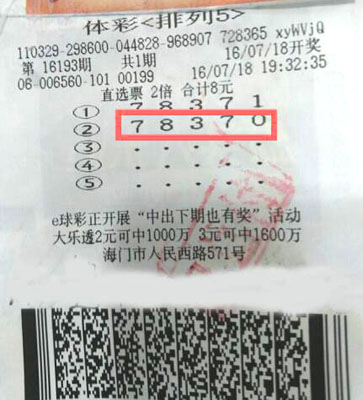 体彩<排列5>
110329-298600-044828-968907 728365 xyWVjQ
第 16193期 共1期 16/07/18开奖
06-006560-101 00199 16/07/18 19:32:35
直选票 2倍 合计8元
① 7 8 3 7 1
② 7 8 3 7 0
③ · · · · ·
④ · · · · ·
⑤ · · · · ·
e球彩正开展“中出下期也有奖”活动
大乐透2元可中1000万 3元可中1600万
海门市人民西路571号